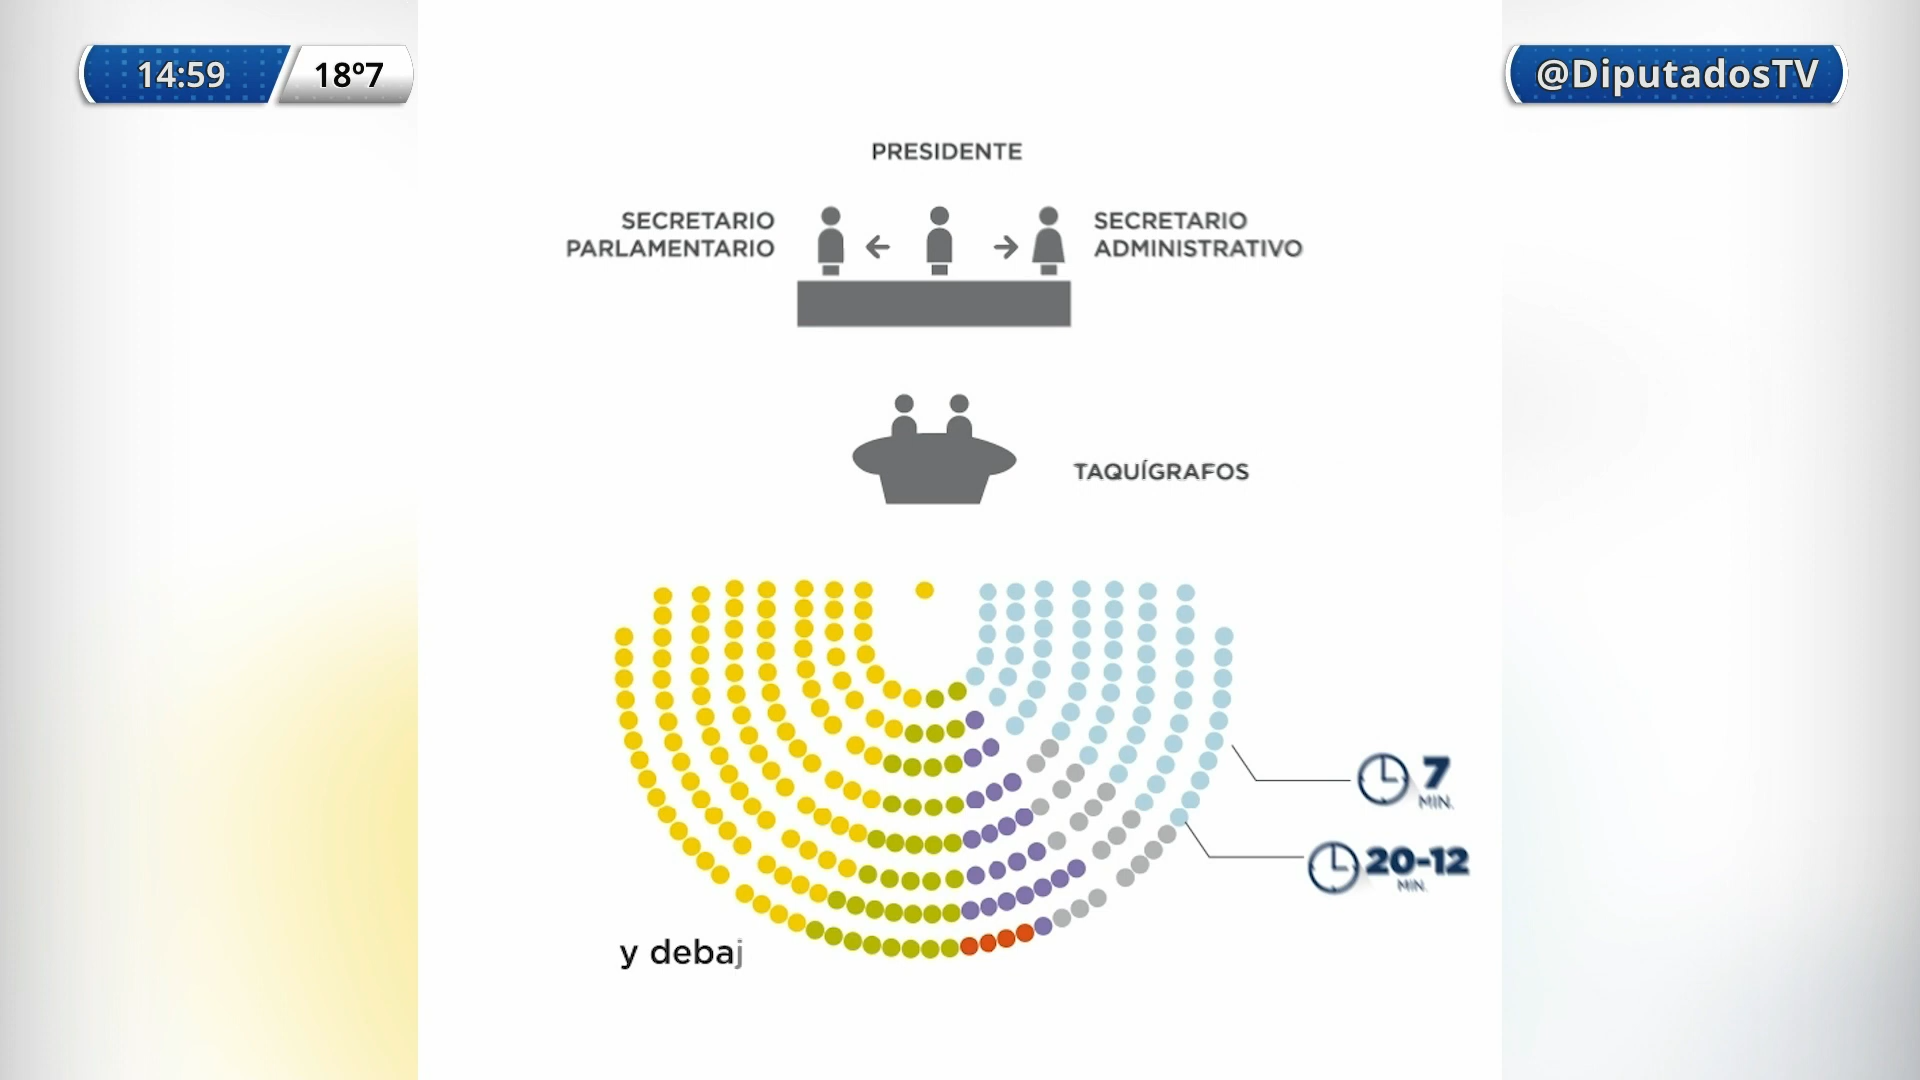 14:59
18º7
@DiputadosTV
PRESIDENTE
SECRETARIO
PARLAMENTARIO
SECRETARIO
ADMINISTRATIVO
TAQUÍGRAFOS
7
MIN.
20-12
MIN.
y debaj